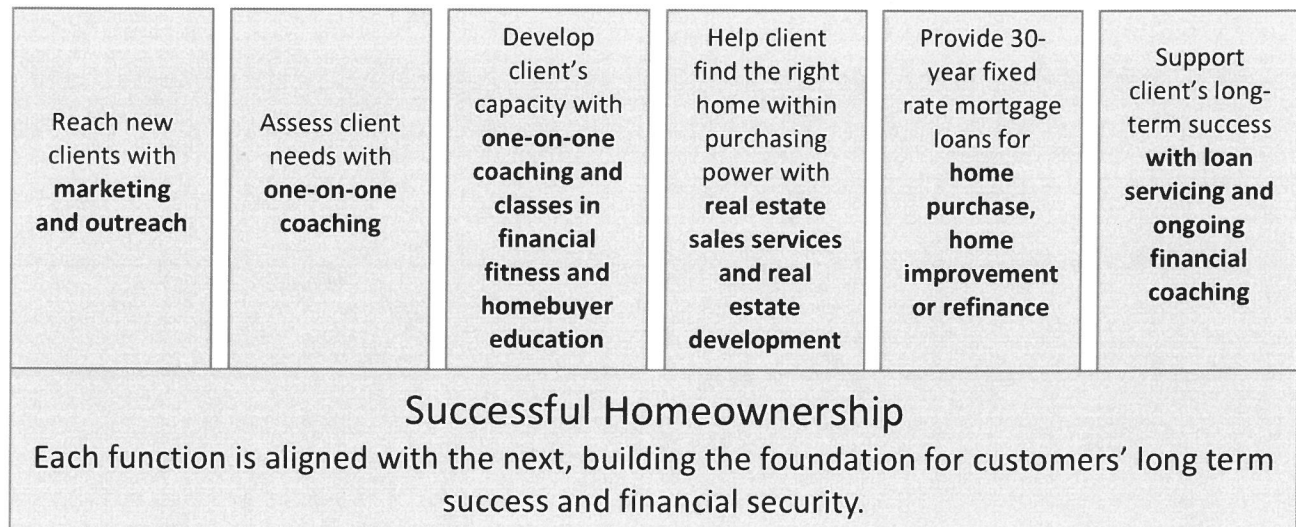 Reach new
clients with
marketing
and outreach
Assess client
needs with
one-on-one
coaching
Develop
client’s
capacity with
one-on-one
coaching and
classes in
financial
fitness and
homebuyer
education
Help client
find the right
home within
purchasing
power with
real estate
sales services
and real
estate
development
Provide 30-
year fixed
rate mortgage
loans for
home
purchase,
home
improvement
or refinance
Support
client’s long-
term success
with loan
servicing and
ongoing
financial
coaching
Successful Homeownership
Each function is aligned with the next, building the foundation for customers’ long term
success and financial security.